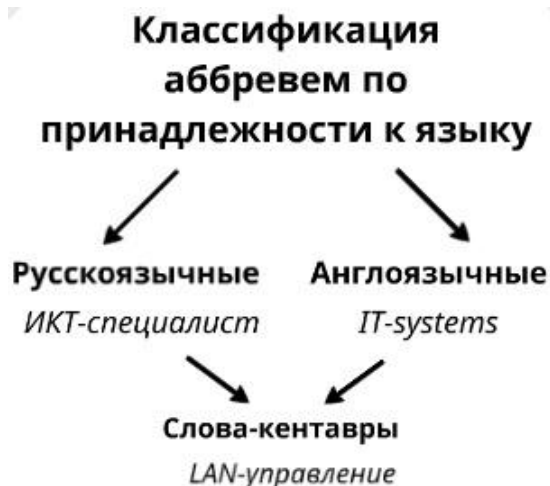 Классификация
аббревем по
принадлежности к языку
Русскоязычные
ИКТ-специалист
Англоязычные
IT-systems
Слова-кентавры
LAN-управление